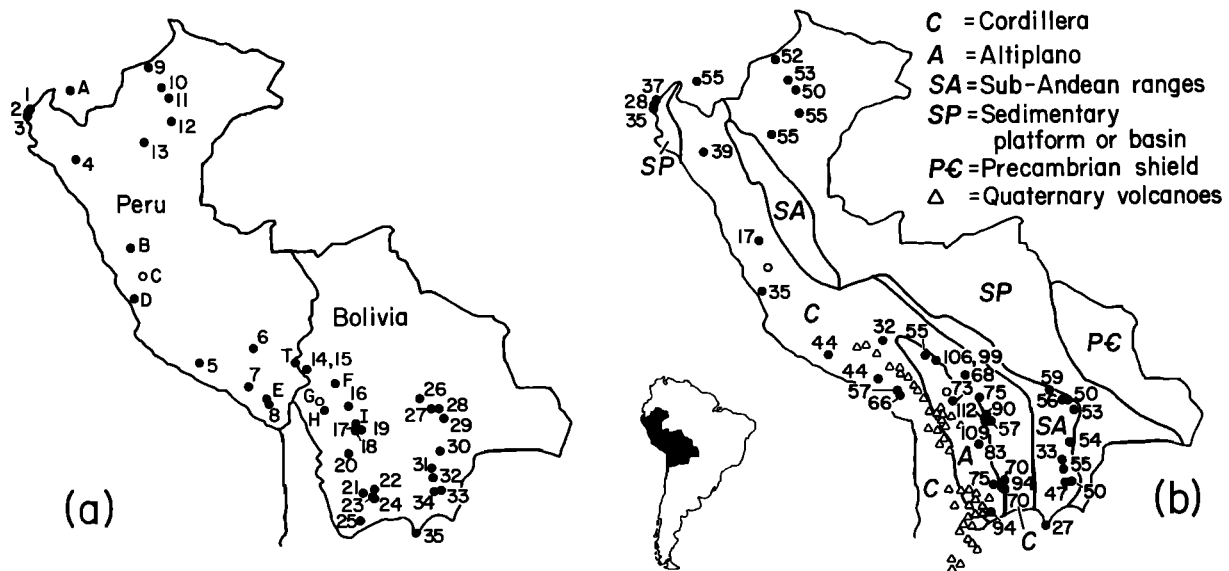 1
2
3
A
9
10
11
12
13
4
Peru
B
C
D
Bolivia
5
6
7
E
8
T
14,15
F
G
H
16
I
17
19
18
20
21
22
23
24
25
26
27
28
29
30
31
32
34
33
35
(a)
C = Cordillera
A = Altiplano
SA = Sub-Andean ranges
SP = Sedimentary
platform or basin
P€ = Precambrian shield
△ = Quaternary volcanoes
37
28
35
55
52
53
50
55
55
39
SP
SA
17
35
C
SP
P€
44
32
55
106,99
68
44
57
66
73
75
112
90
57
109
83
A
59
56
50
53
SA
54
33
55
47
50
70
75
94
70
94
C
C
27
(b)